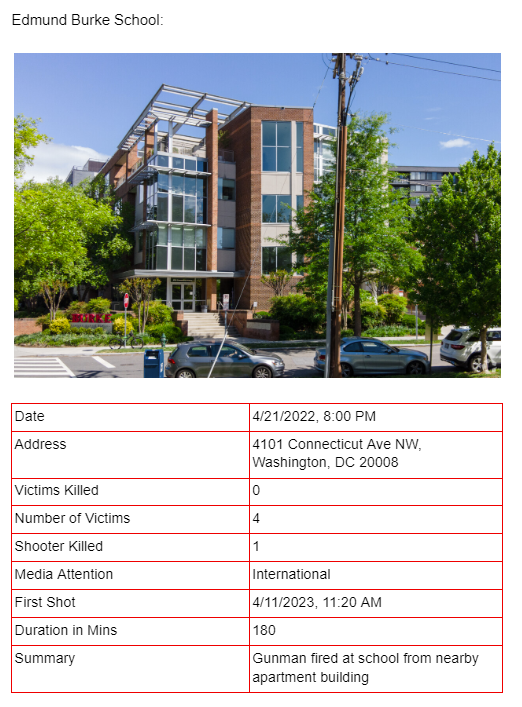 Edmund Burke School:
BURKE
Date 4/21/2022, 8:00 PM
Address 4101 Connecticut Ave NW,
Washington, DC 20008
Victims Killed 0
Number of Victims 4
Shooter Killed 1
Media Attention International
First Shot 4/11/2023, 11:20 AM
Duration in Mins 180
Summary Gunman fired at school from nearby
apartment building